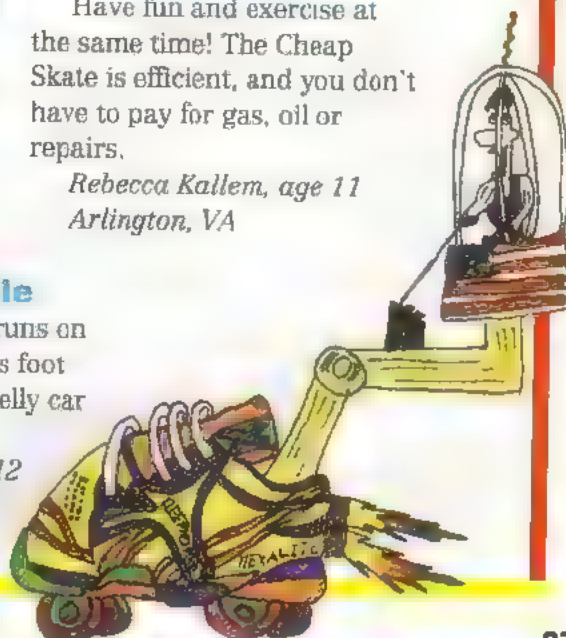 Have fun and exercise at
the same time! The Cheap
Skate is efficient, and you don't
have to pay for gas, oil or
repairs.
Rebecca Kallem, age 11
Arlington, VA
le
runs on
s foot
elly car
12
HEXALITE